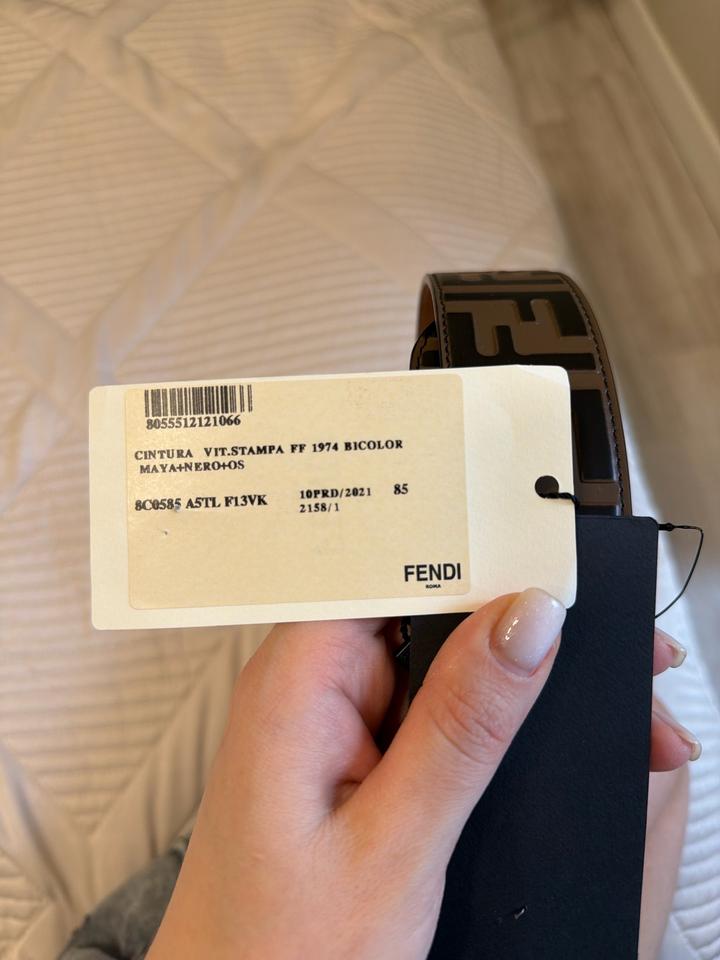 8055512121066
CINTURA VIT.STAMPA FF 1974 BICOLOR
MAYA+NERO+OS
8C0585 A5TL F13VK 10PRD/2021 85
2158/1
FENDI
ROMA